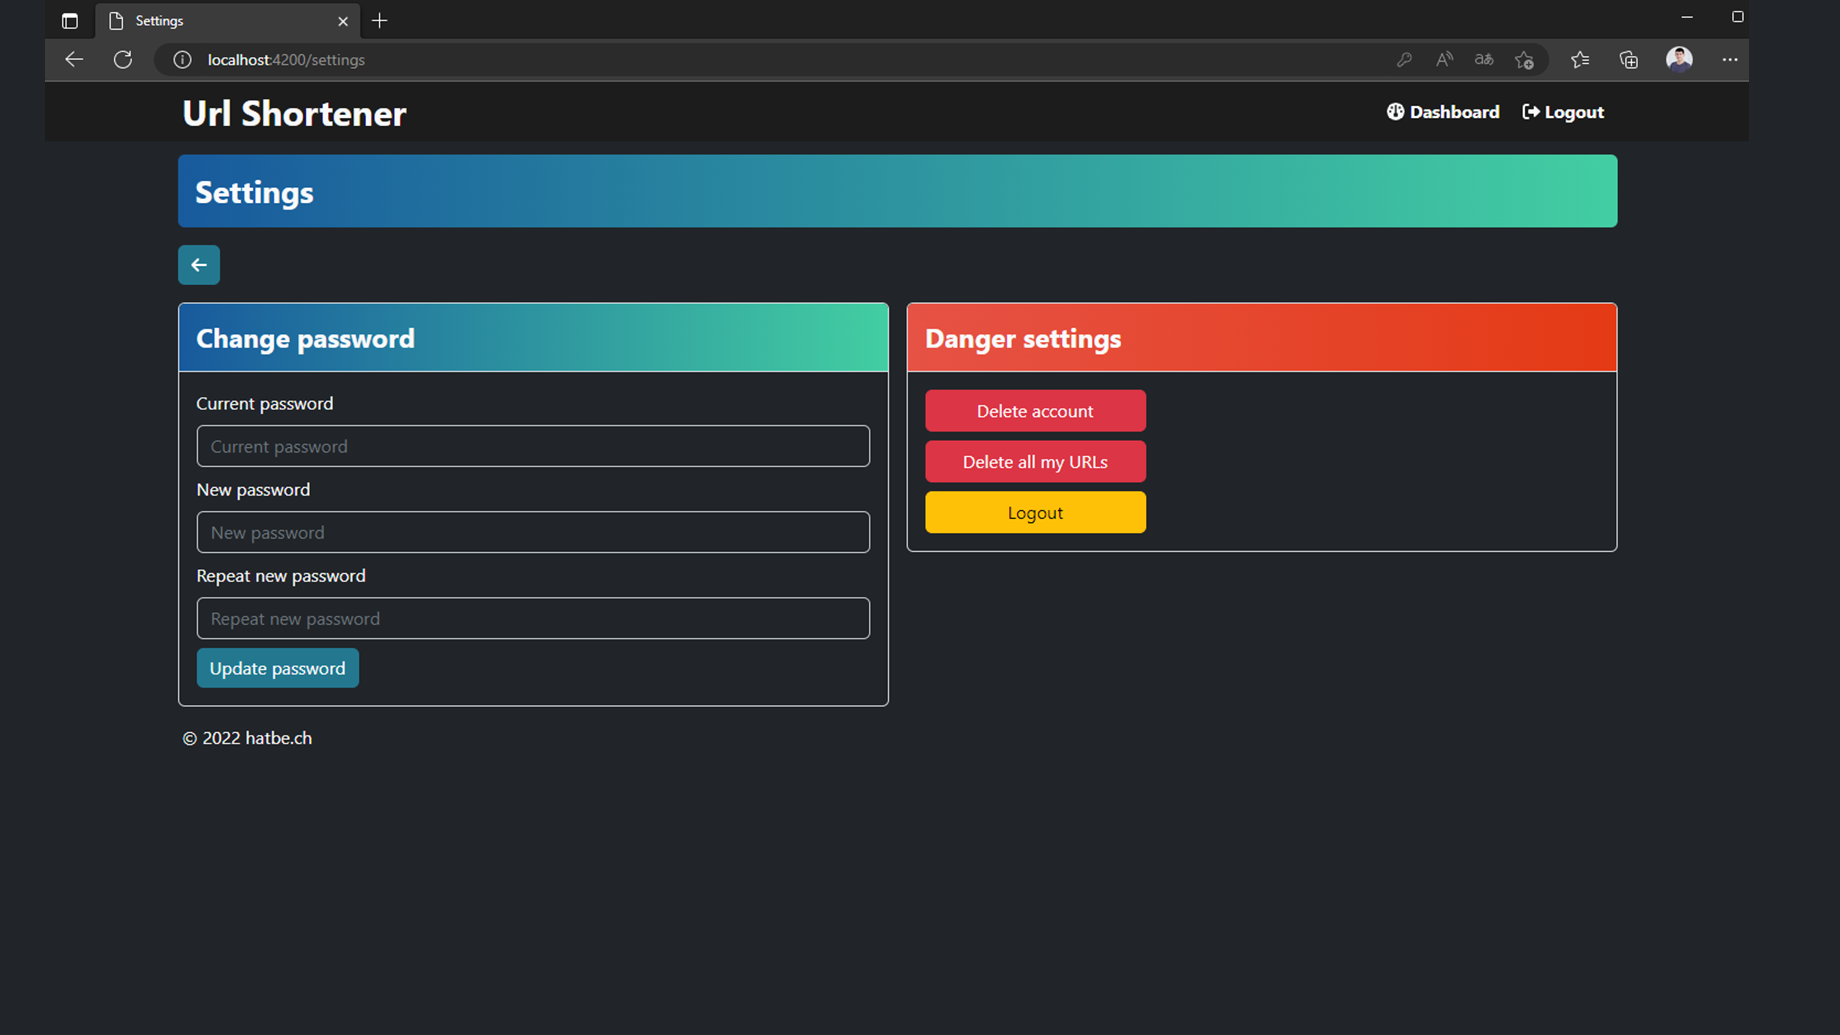 Settings
localhost:4200/settings
Url Shortener
Dashboard
Logout
Settings
Change password
Current password
Current password
New password
New password
Repeat new password
Repeat new password
Update password
Danger settings
Delete account
Delete all my URLs
Logout
© 2022 hatbe.ch